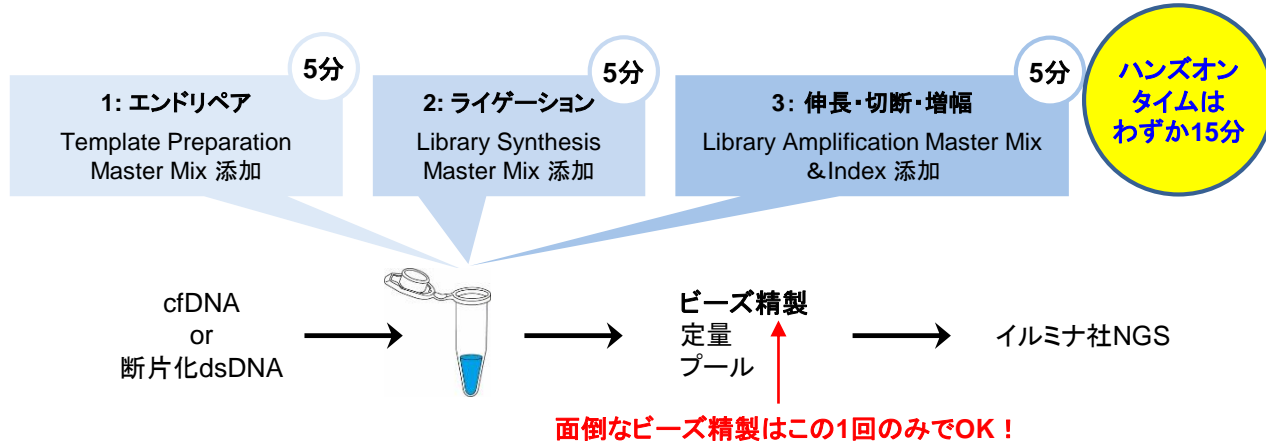 5分
1: エンドリペア
Template Preparation
Master Mix 添加
5分
2: ライゲーション
Library Synthesis
Master Mix 添加
5分
3: 伸長・切断・増幅
Library Amplification Master Mix
&Index 添加
ハンズオン
タイムは
わずか15分
cfDNA
or
断片化dsDNA
ビーズ精製
定量
プール
イルミナ社NGS
面倒なビーズ精製はこの1回のみでOK！